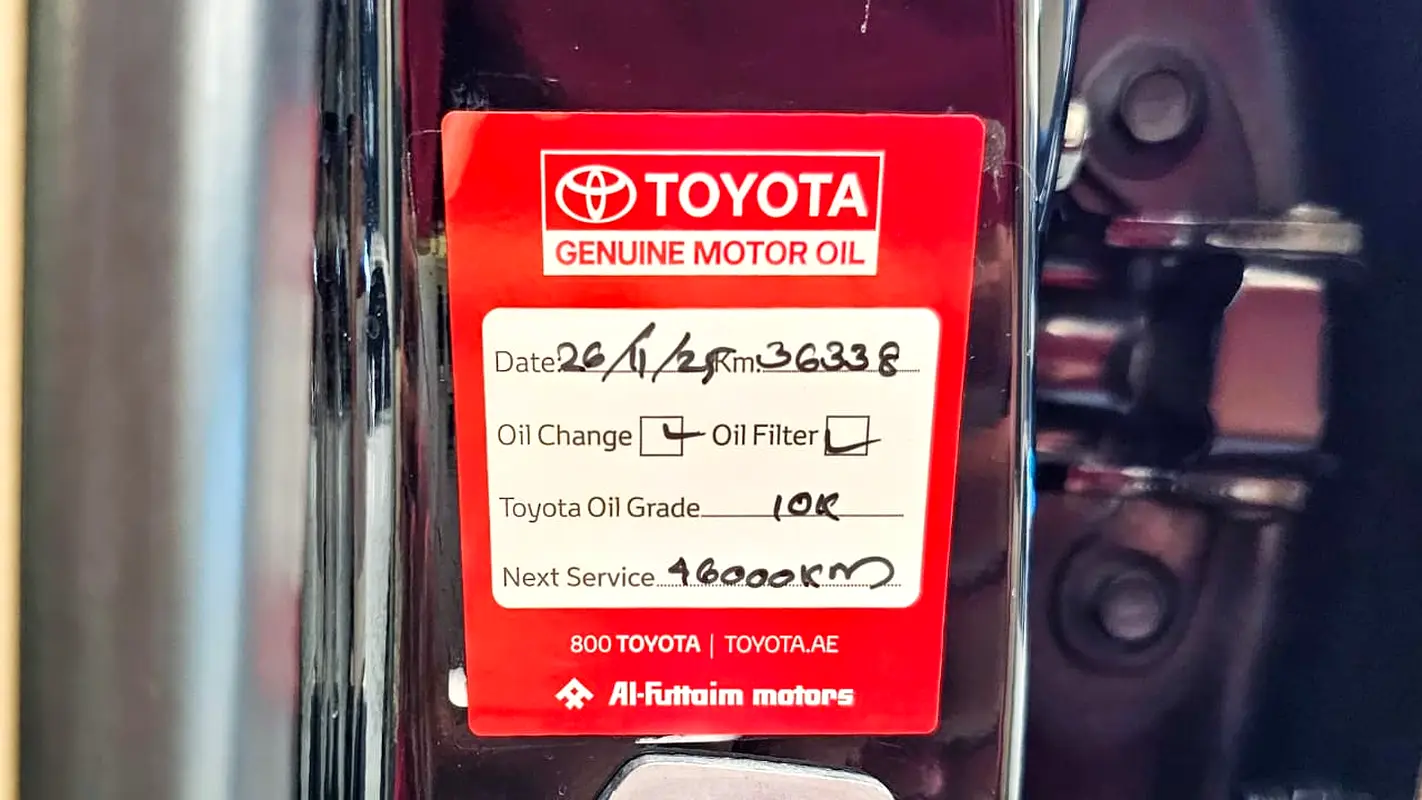 TOYOTA
GENUINE MOTOR OIL
Date: 26/11/25 Km: 36338
Oil Change Oil Filter
Toyota Oil Grade 10K
Next Service 46000KM
800 TOYOTA | TOYOTA.AE
Al-Futtaim motors